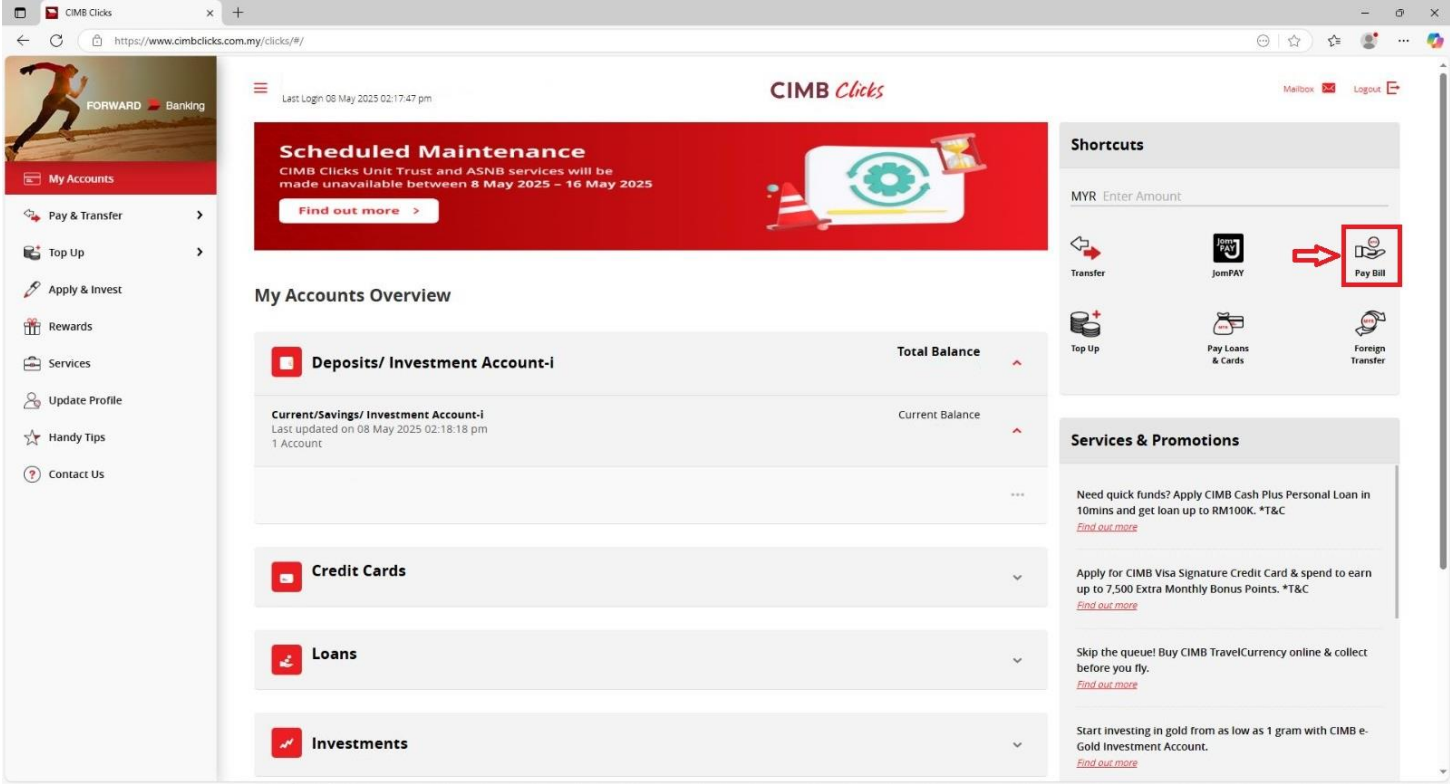 CIMB Clicks
https://www.cimbclicks.com.my/clicks/#/
FORWARD Banking
My Accounts
Pay & Transfer
Top Up
Apply & Invest
Rewards
Services
Update Profile
Handy Tips
Contact Us
Last Login 08 May 2025 02:17:47 pm
CIMB Clicks
Mailbox
Logout
Scheduled Maintenance
CIMB Clicks Unit Trust and ASNB services will be
made unavailable between 8 May 2025 – 16 May 2025
Find out more >
My Accounts Overview
Deposits/ Investment Account-i
Total Balance
Current/Savings/ Investment Account-i
Current Balance
Last updated on 08 May 2025 02:18:18 pm
1 Account
Credit Cards
Loans
Investments
Shortcuts
MYR Enter Amount
Transfer
Jom
PAY
JomPAY
Pay Bill
Top Up
Pay Loans
& Cards
Foreign
Transfer
Services & Promotions
Need quick funds? Apply CIMB Cash Plus Personal Loan in
10mins and get loan up to RM100K. *T&C
Find out more
Apply for CIMB Visa Signature Credit Card & spend to earn
up to 7,500 Extra Monthly Bonus Points. *T&C
Find out more
Skip the queue! Buy CIMB TravelCurrency online & collect
before you fly.
Find out more
Start investing in gold from as low as 1 gram with CIMB e-
Gold Investment Account.
Find out more